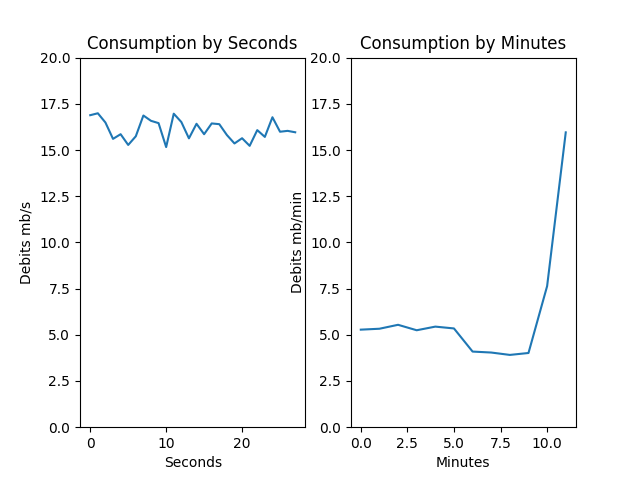 Consumption by Seconds
20.0
17.5
15.0
12.5
10.0
7.5
5.0
2.5
0.0
Debits mb/s
0 10 20
Seconds
Consumption by Minutes
20.0
17.5
15.0
12.5
10.0
7.5
5.0
2.5
0.0
Debits mb/min
0.0 2.5 5.0 7.5 10.0
Minutes